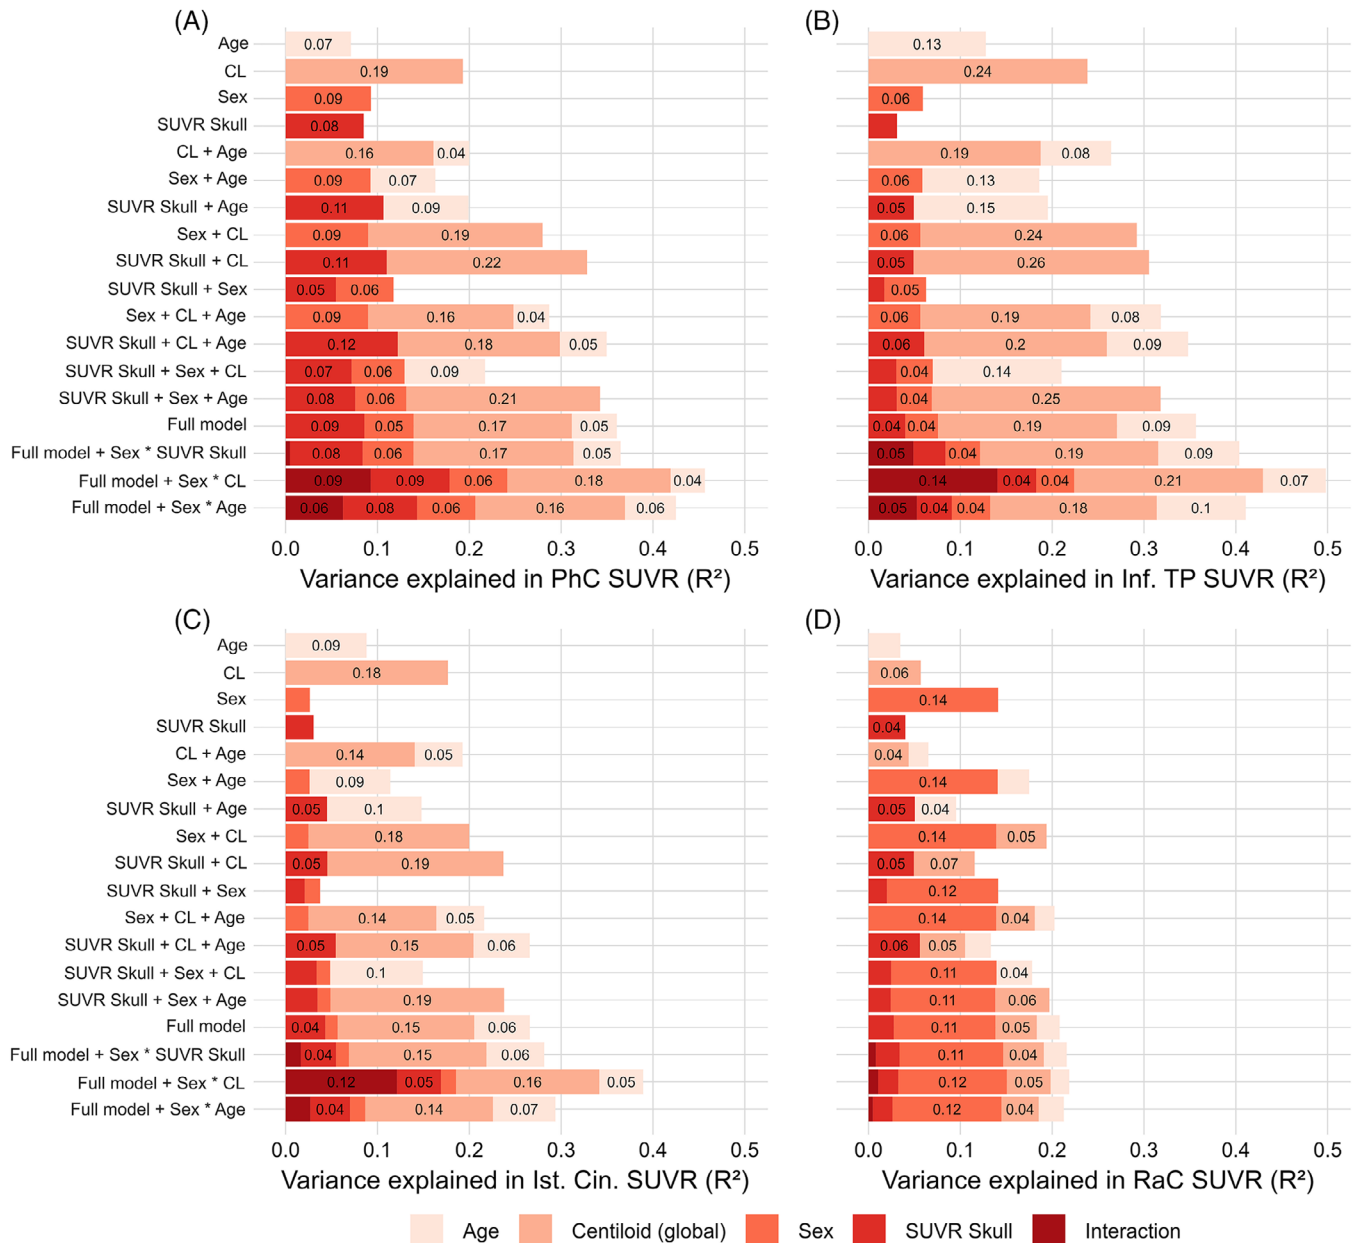 (A)
Age 0.07
CL 0.19
Sex 0.09
SUVR Skull 0.08
CL + Age 0.16 0.04
Sex + Age 0.09 0.07
SUVR Skull + Age 0.11 0.09
Sex + CL 0.09 0.19
SUVR Skull + CL 0.11 0.22
SUVR Skull + Sex 0.05 0.06
Sex + CL + Age 0.09 0.16 0.04
SUVR Skull + CL + Age 0.12 0.18 0.05
SUVR Skull + Sex + CL 0.07 0.06 0.09
SUVR Skull + Sex + Age 0.08 0.06 0.21
Full model 0.09 0.05 0.17 0.05
Full model + Sex * SUVR Skull 0.08 0.06 0.17 0.05
Full model + Sex * CL 0.09 0.09 0.06 0.18 0.04
Full model + Sex * Age 0.06 0.08 0.06 0.16 0.06
0.0 0.1 0.2 0.3 0.4 0.5
Variance explained in PhC SUVR (R²)
(B)
0.13
0.24
0.06
0.19 0.08
0.06 0.13
0.05 0.15
0.06 0.24
0.05 0.26
0.05
0.06 0.19 0.08
0.06 0.2 0.09
0.04 0.14
0.04 0.25
0.04 0.04 0.19 0.09
0.05 0.04 0.19 0.09
0.14 0.04 0.04 0.21 0.07
0.05 0.04 0.04 0.18 0.1
0.0 0.1 0.2 0.3 0.4 0.5
Variance explained in Inf. TP SUVR (R²)
(C)
Age 0.09
CL 0.18
Sex
SUVR Skull
CL + Age 0.14 0.05
Sex + Age 0.09
SUVR Skull + Age 0.05 0.1
Sex + CL 0.18
SUVR Skull + CL 0.05 0.19
SUVR Skull + Sex
Sex + CL + Age 0.14 0.05
SUVR Skull + CL + Age 0.05 0.15 0.06
SUVR Skull + Sex + CL 0.1
SUVR Skull + Sex + Age 0.19
Full model 0.04 0.15 0.06
Full model + Sex * SUVR Skull 0.04 0.15 0.06
Full model + Sex * CL 0.12 0.05 0.16 0.05
Full model + Sex * Age 0.04 0.14 0.07
0.0 0.1 0.2 0.3 0.4 0.5
Variance explained in Ist. Cin. SUVR (R²)
(D)
0.06
0.14
0.04
0.04
0.14
0.05 0.04
0.14 0.05
0.05 0.07
0.12
0.14 0.04
0.06 0.05
0.11 0.04
0.11 0.06
0.11 0.05
0.11 0.04
0.12 0.05
0.12 0.04
0.0 0.1 0.2 0.3 0.4 0.5
Variance explained in RaC SUVR (R²)
Age Centiloid (global) Sex SUVR Skull Interaction